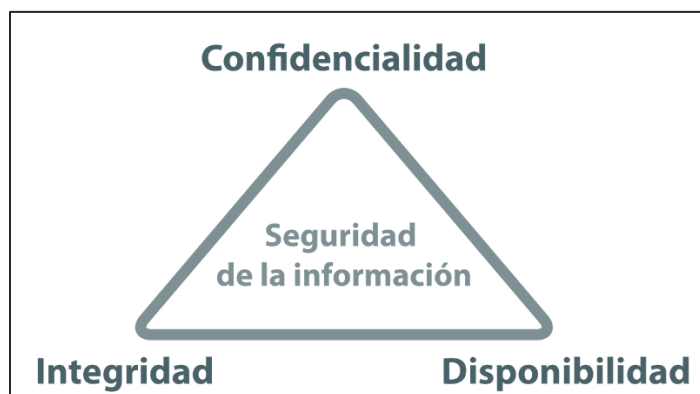 Confidencialidad
Seguridad
de la información
Integridad
Disponibilidad